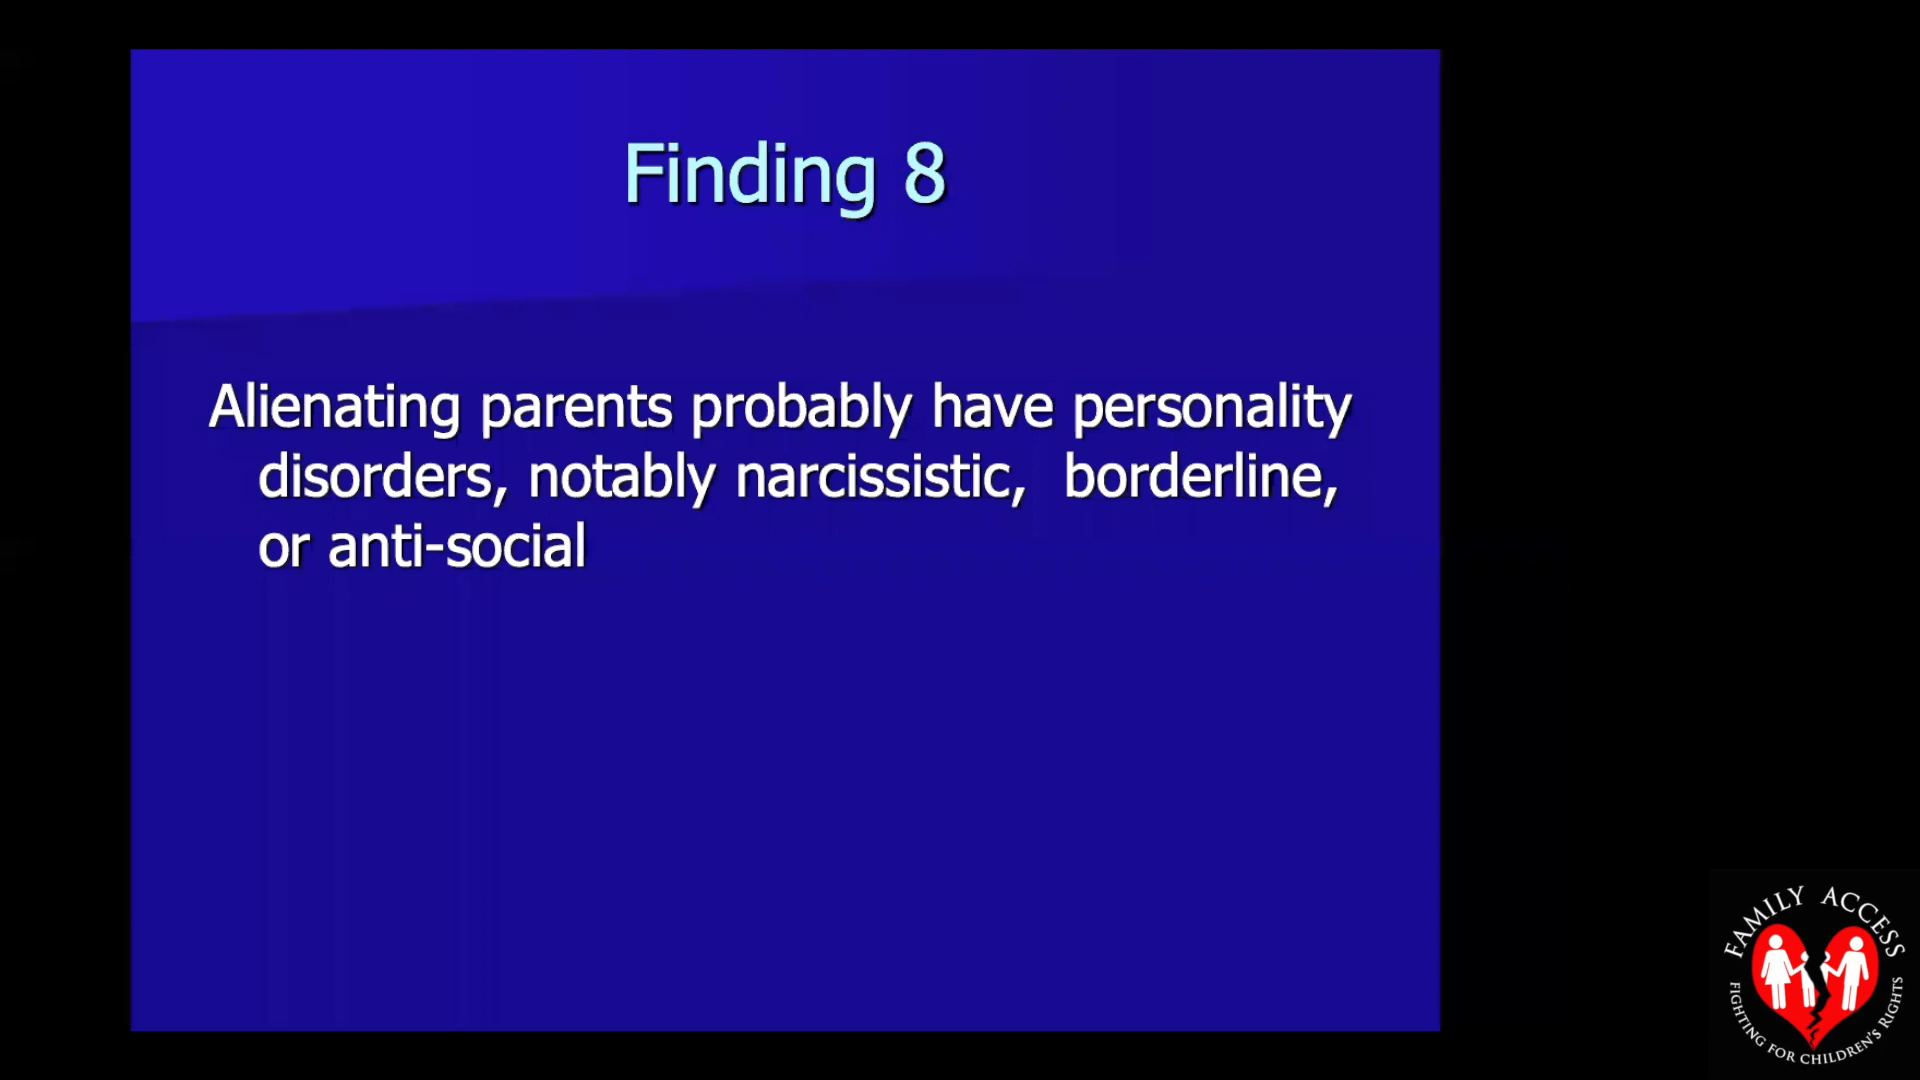 Finding 8
Alienating parents probably have personality
disorders, notably narcissistic,  borderline,
or anti-social
FAMILY ACCESS
FIGHTING FOR CHILDREN'S RIGHTS